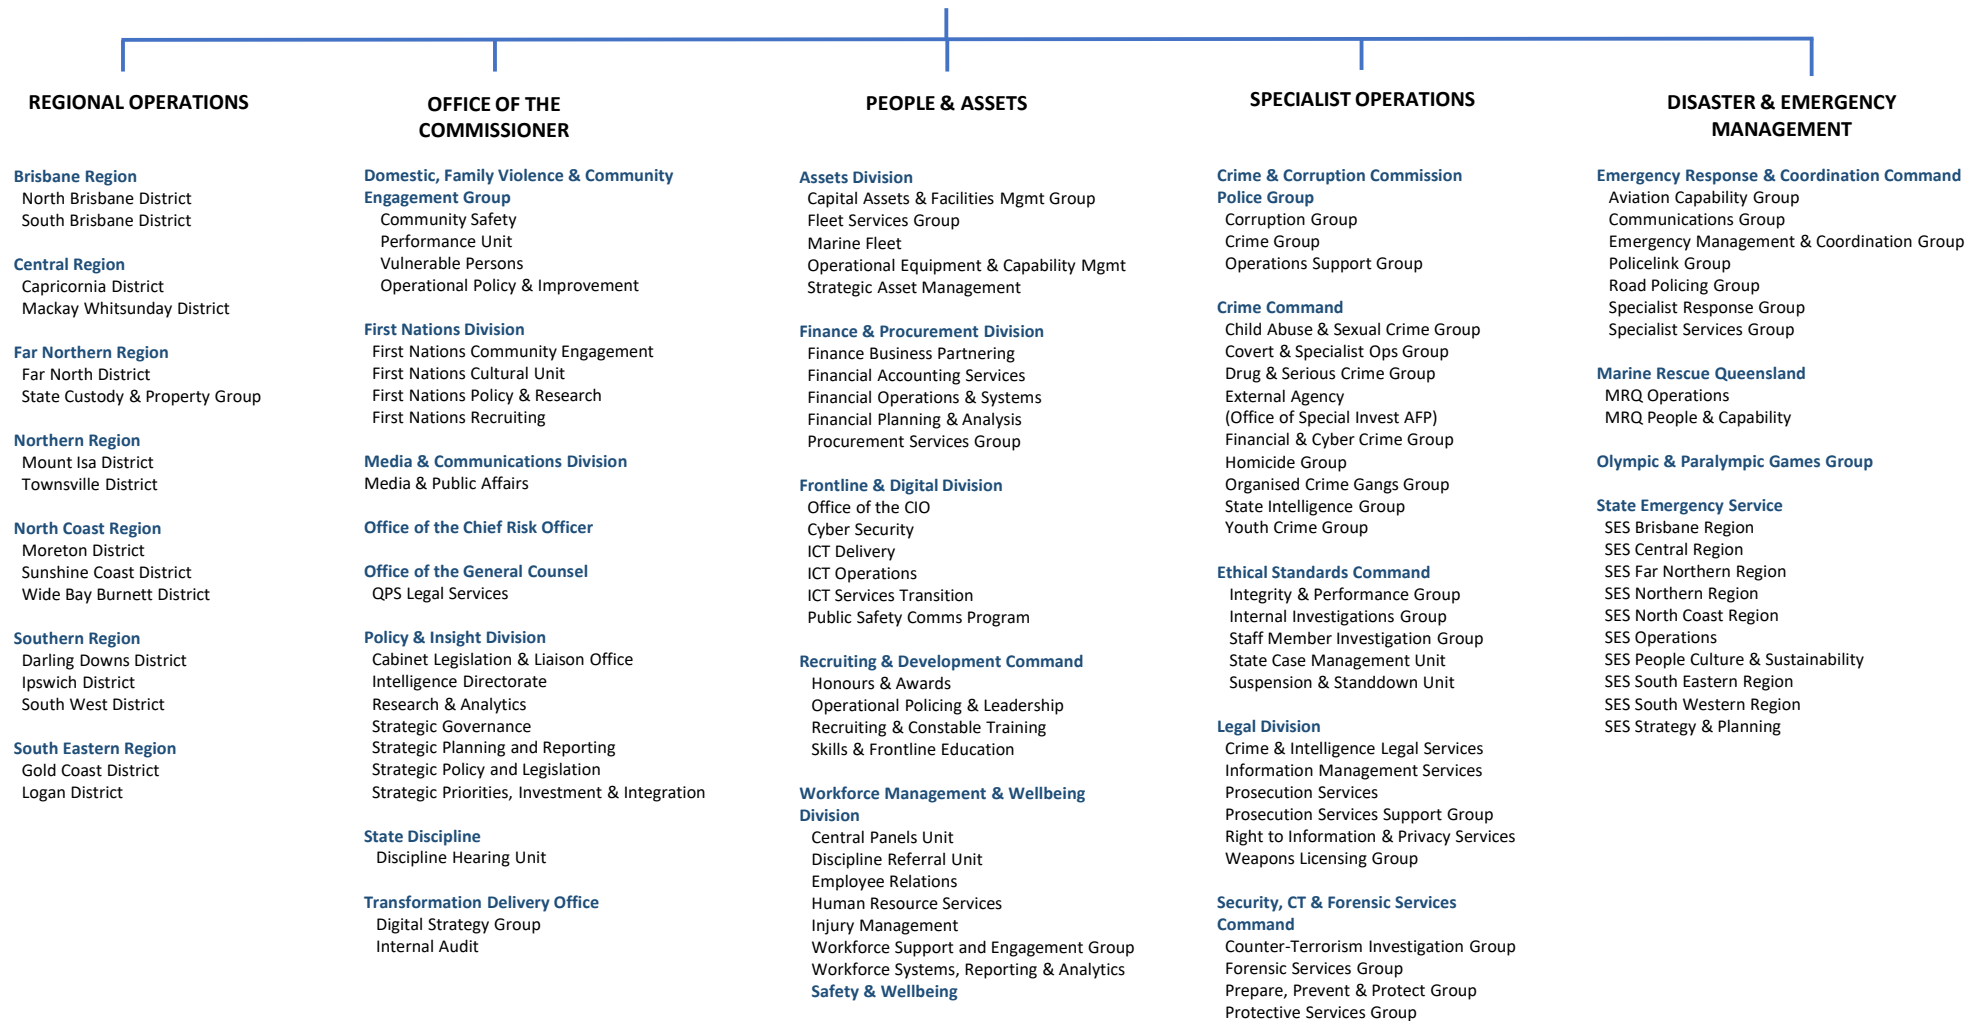 REGIONAL OPERATIONS
Brisbane Region
North Brisbane District
South Brisbane District
Central Region
Capricornia District
Mackay Whitsunday District
Far Northern Region
Far North District
State Custody & Property Group
Northern Region
Mount Isa District
Townsville District
North Coast Region
Moreton District
Sunshine Coast District
Wide Bay Burnett District
Southern Region
Darling Downs District
Ipswich District
South West District
South Eastern Region
Gold Coast District
Logan District
OFFICE OF THE
COMMISSIONER
Domestic, Family Violence & Community
Engagement Group
Community Safety
Performance Unit
Vulnerable Persons
Operational Policy & Improvement
First Nations Division
First Nations Community Engagement
First Nations Cultural Unit
First Nations Policy & Research
First Nations Recruiting
Media & Communications Division
Media & Public Affairs
Office of the Chief Risk Officer
Office of the General Counsel
QPS Legal Services
Policy & Insight Division
Cabinet Legislation & Liaison Office
Intelligence Directorate
Research & Analytics
Strategic Governance
Strategic Planning and Reporting
Strategic Policy and Legislation
Strategic Priorities, Investment & Integration
State Discipline
Discipline Hearing Unit
Transformation Delivery Office
Digital Strategy Group
Internal Audit
PEOPLE & ASSETS
Assets Division
Capital Assets & Facilities Mgmt Group
Fleet Services Group
Marine Fleet
Operational Equipment & Capability Mgmt
Strategic Asset Management
Finance & Procurement Division
Finance Business Partnering
Financial Accounting Services
Financial Operations & Systems
Financial Planning & Analysis
Procurement Services Group
Frontline & Digital Division
Office of the CIO
Cyber Security
ICT Delivery
ICT Operations
ICT Services Transition
Public Safety Comms Program
Recruiting & Development Command
Honours & Awards
Operational Policing & Leadership
Recruiting & Constable Training
Skills & Frontline Education
Workforce Management & Wellbeing
Division
Central Panels Unit
Discipline Referral Unit
Employee Relations
Human Resource Services
Injury Management
Workforce Support and Engagement Group
Workforce Systems, Reporting & Analytics
Safety & Wellbeing
SPECIALIST OPERATIONS
Crime & Corruption Commission
Police Group
Corruption Group
Crime Group
Operations Support Group
Crime Command
Child Abuse & Sexual Crime Group
Covert & Specialist Ops Group
Drug & Serious Crime Group
External Agency
(Office of Special Invest AFP)
Financial & Cyber Crime Group
Homicide Group
Organised Crime Gangs Group
State Intelligence Group
Youth Crime Group
Ethical Standards Command
Integrity & Performance Group
Internal Investigations Group
Staff Member Investigation Group
State Case Management Unit
Suspension & Standdown Unit
Legal Division
Crime & Intelligence Legal Services
Information Management Services
Prosecution Services
Prosecution Services Support Group
Right to Information & Privacy Services
Weapons Licensing Group
Security, CT & Forensic Services
Command
Counter-Terrorism Investigation Group
Forensic Services Group
Prepare, Prevent & Protect Group
Protective Services Group
DISASTER & EMERGENCY
MANAGEMENT
Emergency Response & Coordination Command
Aviation Capability Group
Communications Group
Emergency Management & Coordination Group
Policelink Group
Road Policing Group
Specialist Response Group
Specialist Services Group
Marine Rescue Queensland
MRQ Operations
MRQ People & Capability
Olympic & Paralympic Games Group
State Emergency Service
SES Brisbane Region
SES Central Region
SES Far Northern Region
SES Northern Region
SES North Coast Region
SES Operations
SES People Culture & Sustainability
SES South Eastern Region
SES South Western Region
SES Strategy & Planning